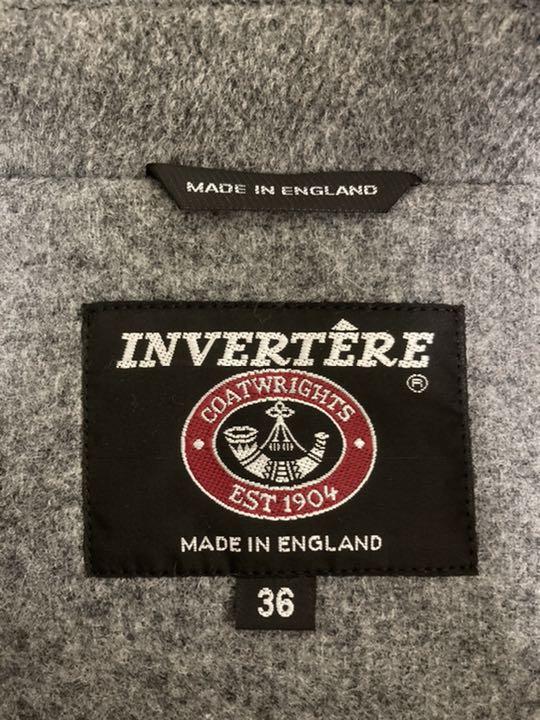 MADE IN ENGLAND
INVERTÊRE
®
COATWRIGHTS
EST 1904
MADE IN ENGLAND
36